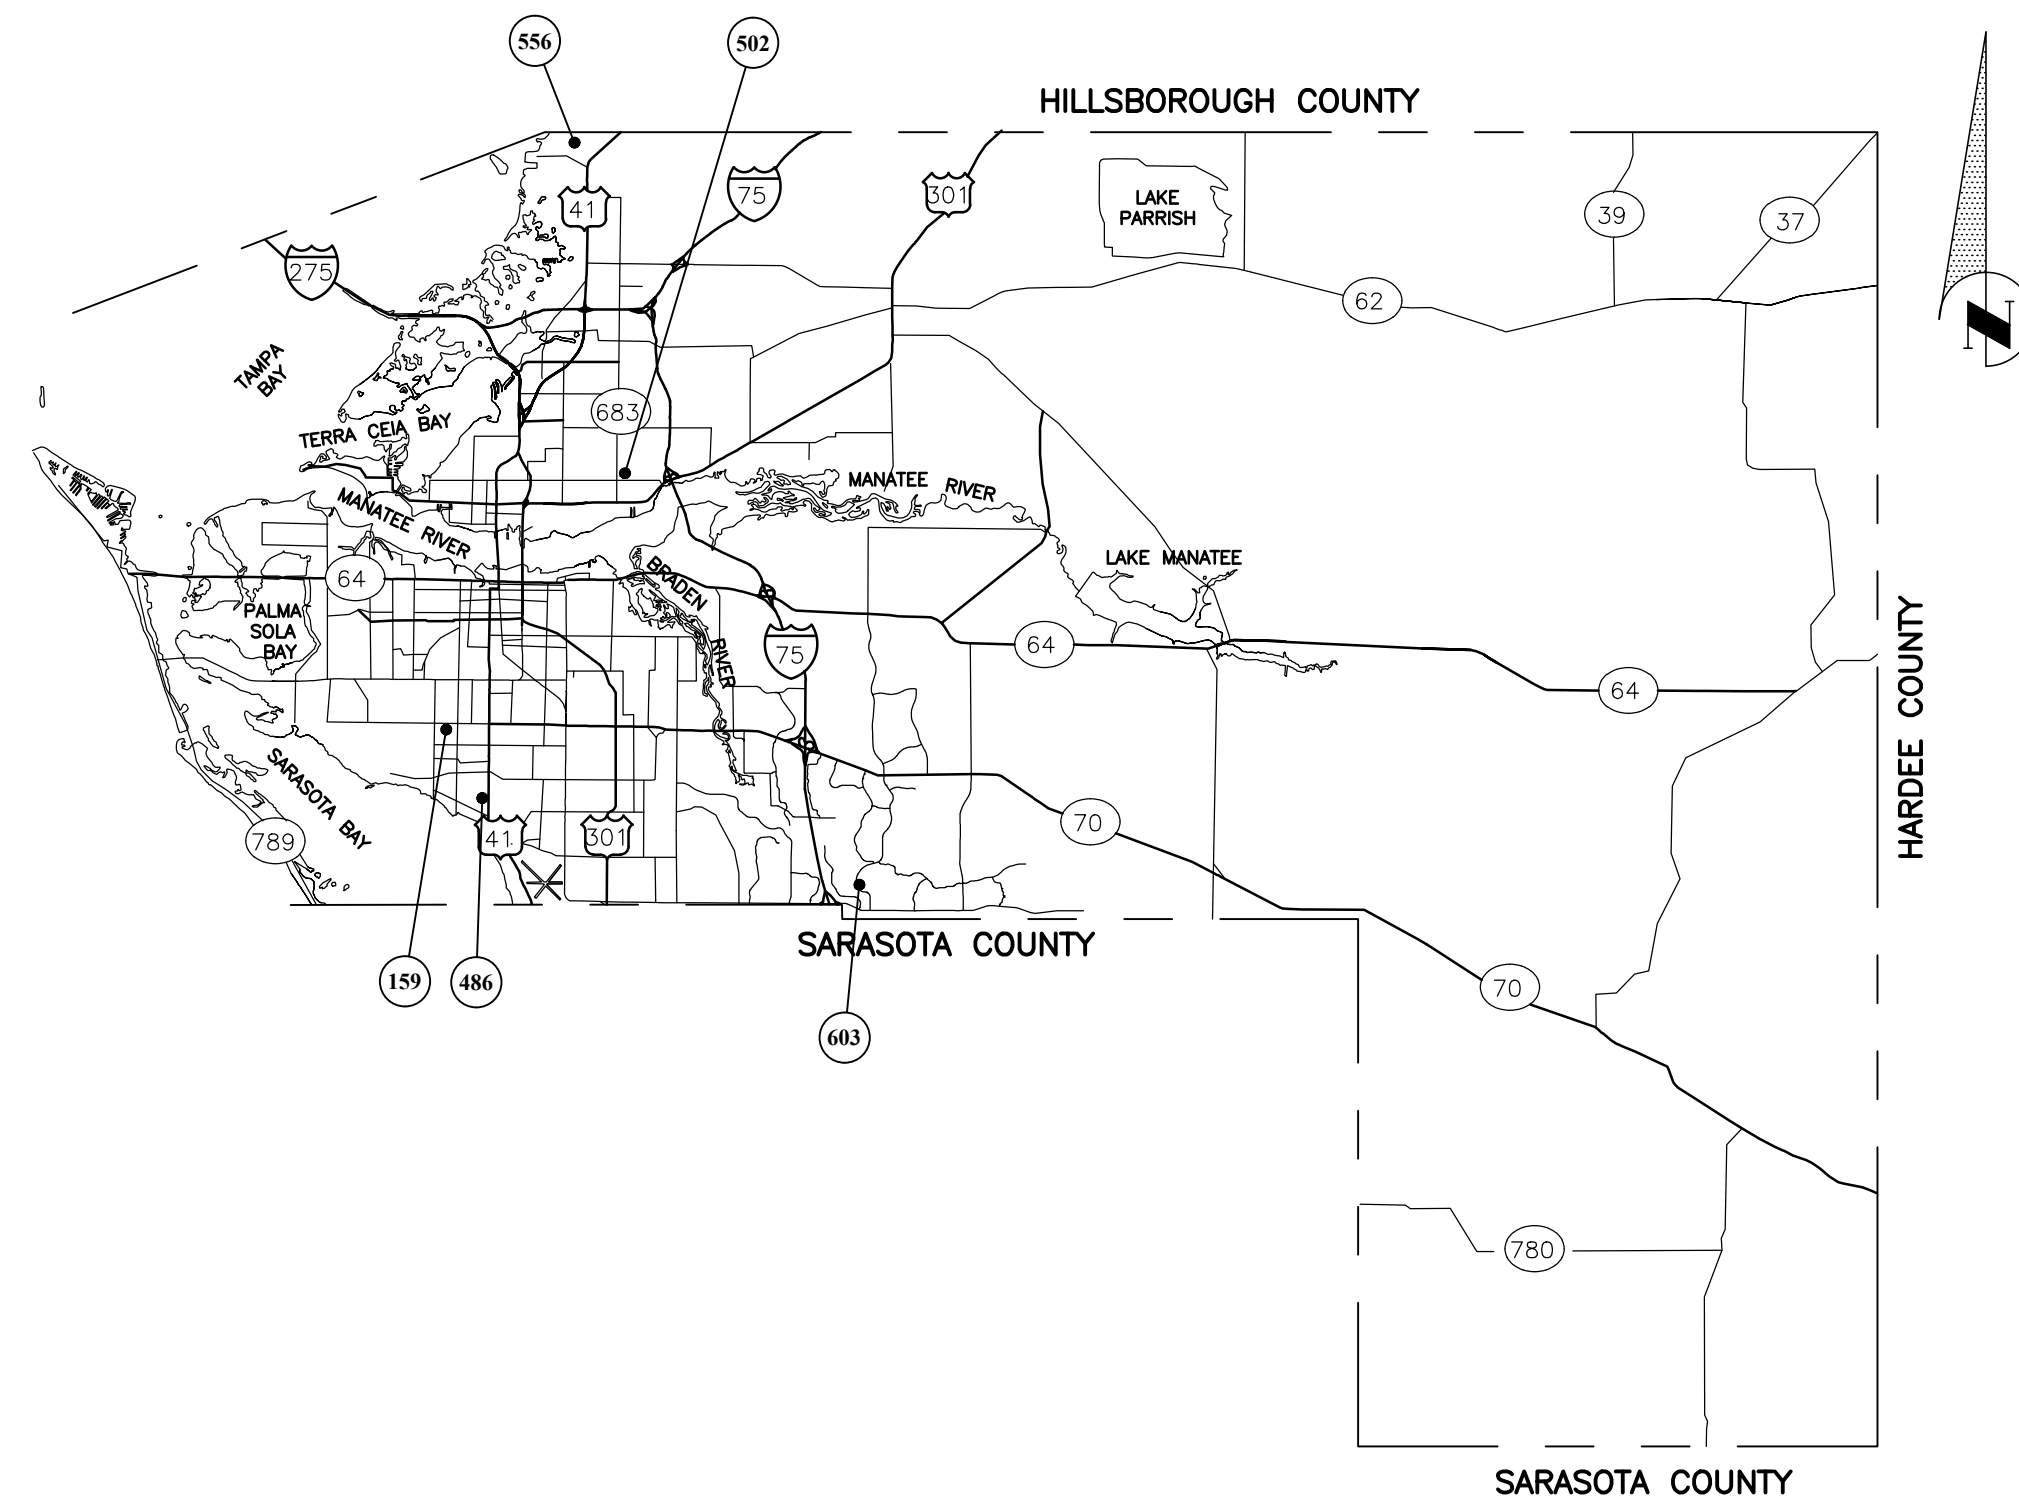 556
502
HILLSBOROUGH COUNTY
41
75
301
LAKE
PARRISH
39
37
275
62
N
TAMPA
BAY
TERRA CEIA BAY
683
MANATEE RIVER
MANATEE RIVER
LAKE MANATEE
64
BRADEN
RIVER
PALMA
SOLA
BAY
75
64
64
HARDEE COUNTY
SARASOTA BAY
789
41.
301
70
SARASOTA COUNTY
159
486
603
70
780
SARASOTA COUNTY